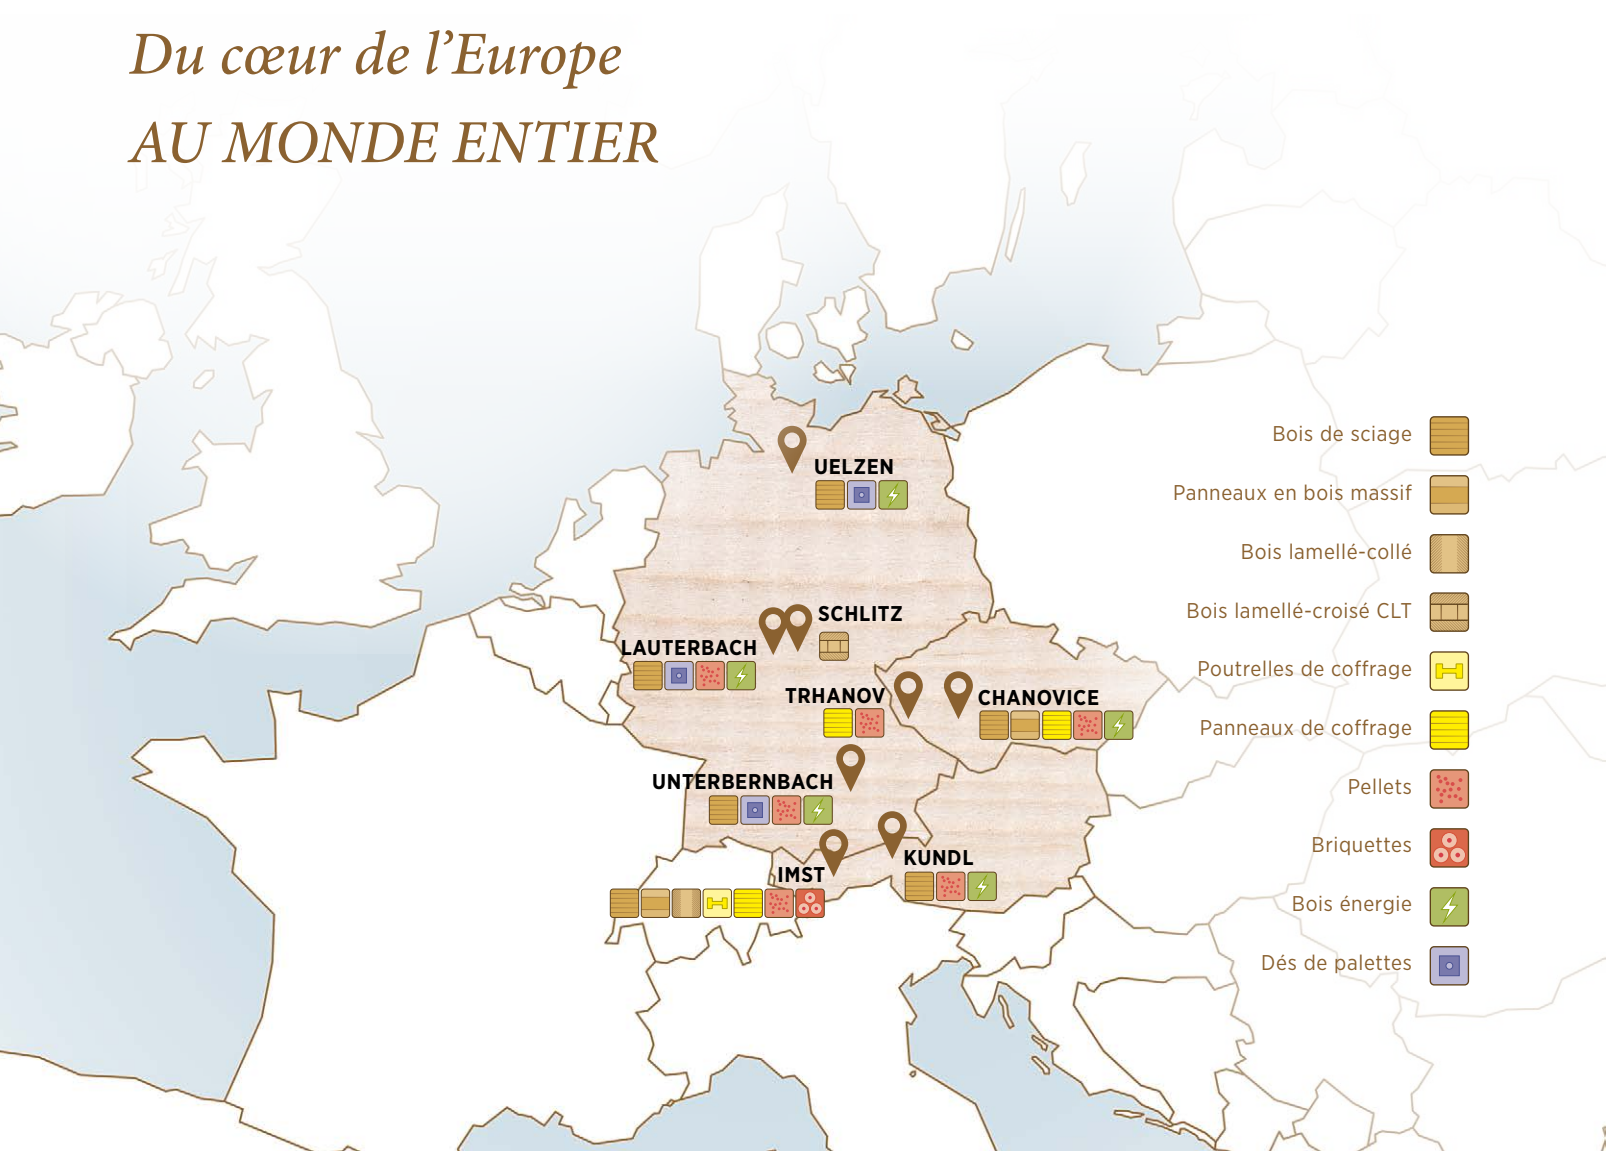 Du cœur de l’Europe
AU MONDE ENTIER
UELZEN
SCHLITZ
LAUTERBACH
TRHANOV
CHANOVICE
UNTERBERNBACH
KUNDL
IMST
Bois de sciage
Panneaux en bois massif
Bois lamellé-collé
Bois lamellé-croisé CLT
Poutrelles de coffrage
Panneaux de coffrage
Pellets
Briquettes
Bois énergie
Dés de palettes